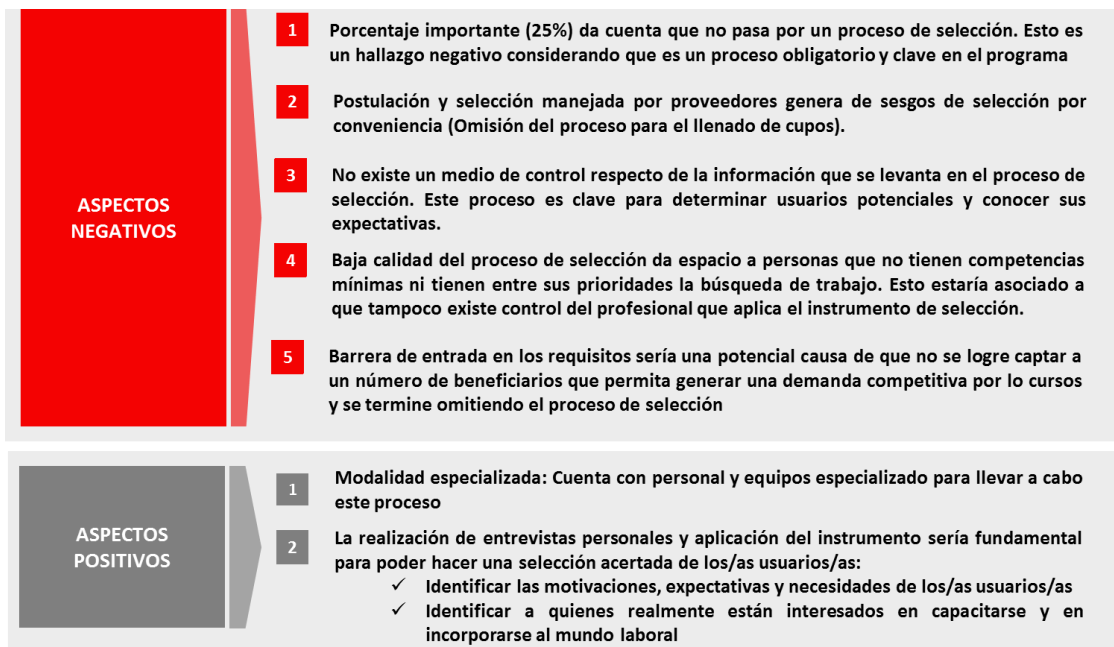 ASPECTOS
NEGATIVOS
1
Porcentaje importante (25%) da cuenta que no pasa por un proceso de selección. Esto es
un hallazgo negativo considerando que es un proceso obligatorio y clave en el programa
2
Postulación y selección manejada por proveedores genera de sesgos de selección por
conveniencia (Omisión del proceso para el llenado de cupos).
3
No existe un medio de control respecto de la información que se levanta en el proceso de
selección. Este proceso es clave para determinar usuarios potenciales y conocer sus
expectativas.
4
Baja calidad del proceso de selección da espacio a personas que no tienen competencias
mínimas ni tienen entre sus prioridades la búsqueda de trabajo. Esto estaría asociado a
que tampoco existe control del profesional que aplica el instrumento de selección.
5
Barrera de entrada en los requisitos sería una potencial causa de que no se logre captar a
un número de beneficiarios que permita generar una demanda competitiva por lo cursos
y se termine omitiendo el proceso de selección
ASPECTOS
POSITIVOS
1
Modalidad especializada: Cuenta con personal y equipos especializado para llevar a cabo
este proceso
2
La realización de entrevistas personales y aplicación del instrumento sería fundamental
para poder hacer una selección acertada de los/as usuarios/as:
✓ Identificar las motivaciones, expectativas y necesidades de los/as usuarios/as
✓ Identificar a quienes realmente están interesados en capacitarse y en
incorporarse al mundo laboral